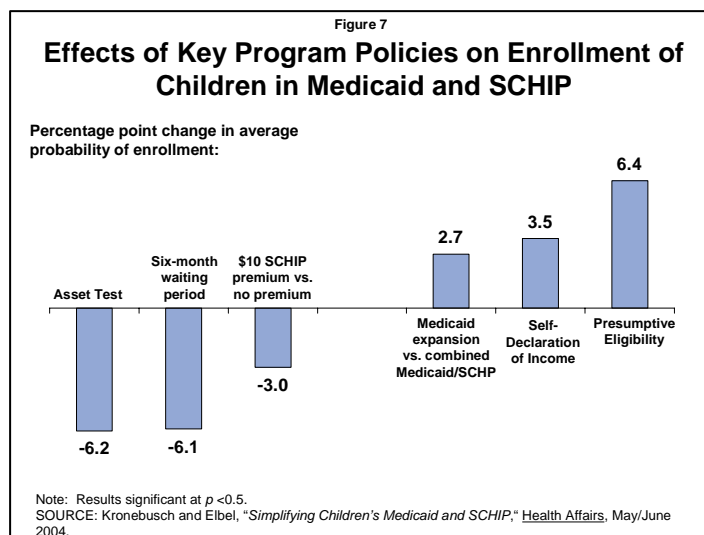 Figure 7
Effects of Key Program Policies on Enrollment of
Children in Medicaid and SCHIP
Percentage point change in average
probability of enrollment:
Asset Test
Six-month
waiting
period
$10 SCHIP
premium vs.
no premium
2.7
3.5
6.4
-6.2
-6.1
-3.0
Medicaid
expansion
vs. combined
Medicaid/SCHP
Self-
Declaration
of Income
Presumptive
Eligibility
Note:  Results significant at p <0.5.
SOURCE: Kronebusch and Elbel, “Simplifying Children’s Medicaid and SCHIP,“ Health Affairs, May/June
2004.